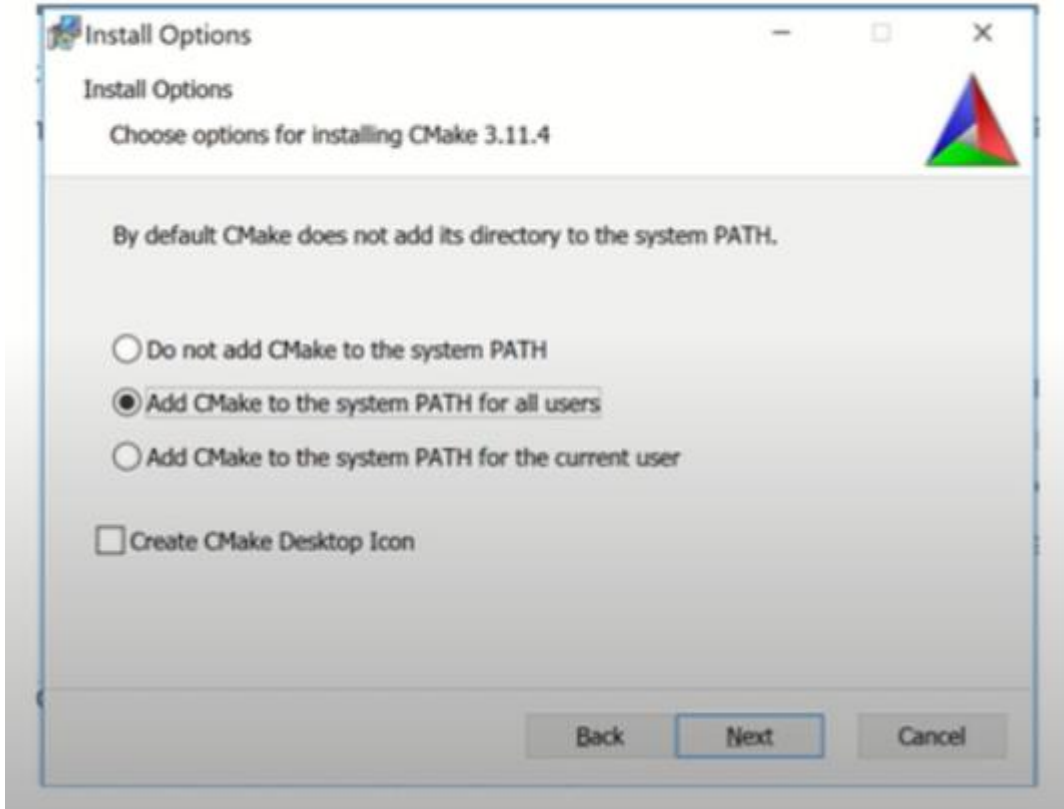 Install Options
Install Options
Choose options for installing CMake 3.11.4
By default CMake does not add its directory to the system PATH.
Do not add CMake to the system PATH
Add CMake to the system PATH for all users
Add CMake to the system PATH for the current user
Create CMake Desktop Icon
Back Next Cancel